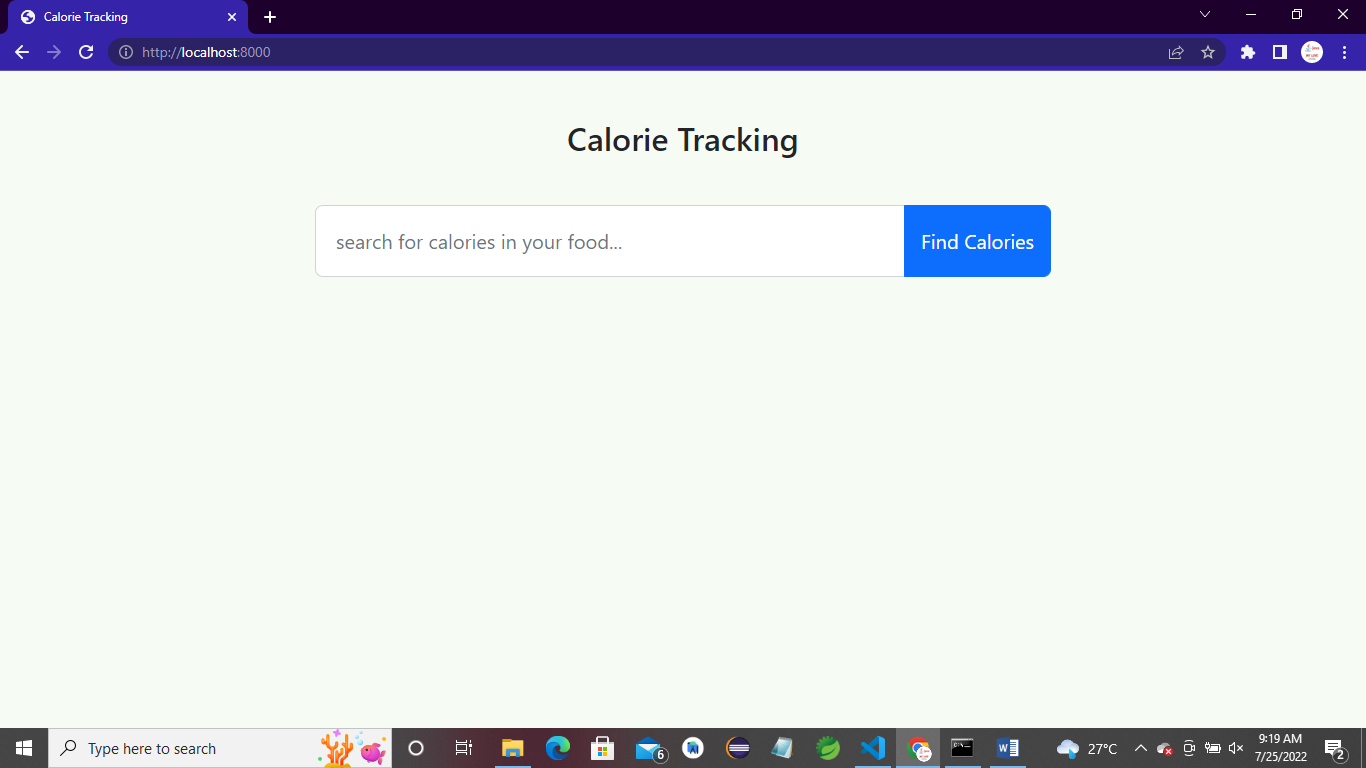 Calorie Tracking
http://localhost:8000
Calorie Tracking
search for calories in your food...
Find Calories
Type here to search
6
27°C
9:19 AM
7/25/2022
2